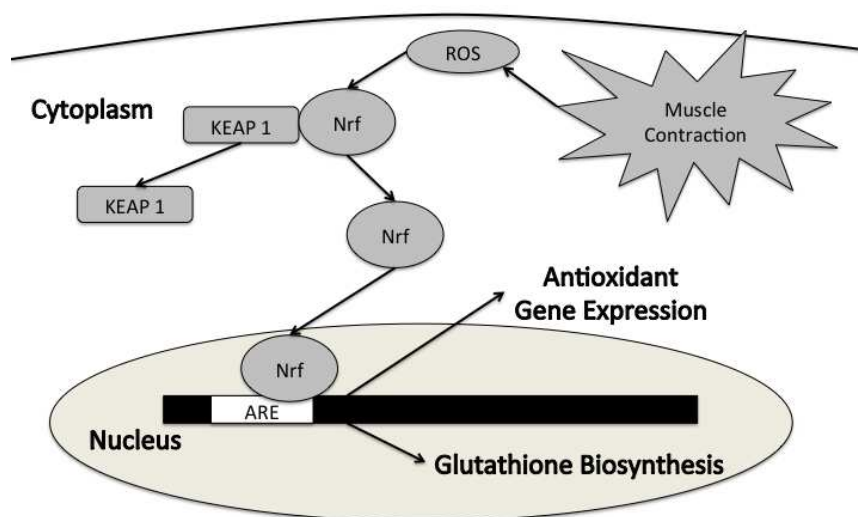 ROS
Cytoplasm
KEAP 1
Nrf
Muscle
Contraction
KEAP 1
Nrf
Antioxidant
Gene Expression
Nrf
ARE
Nucleus
Glutathione Biosynthesis